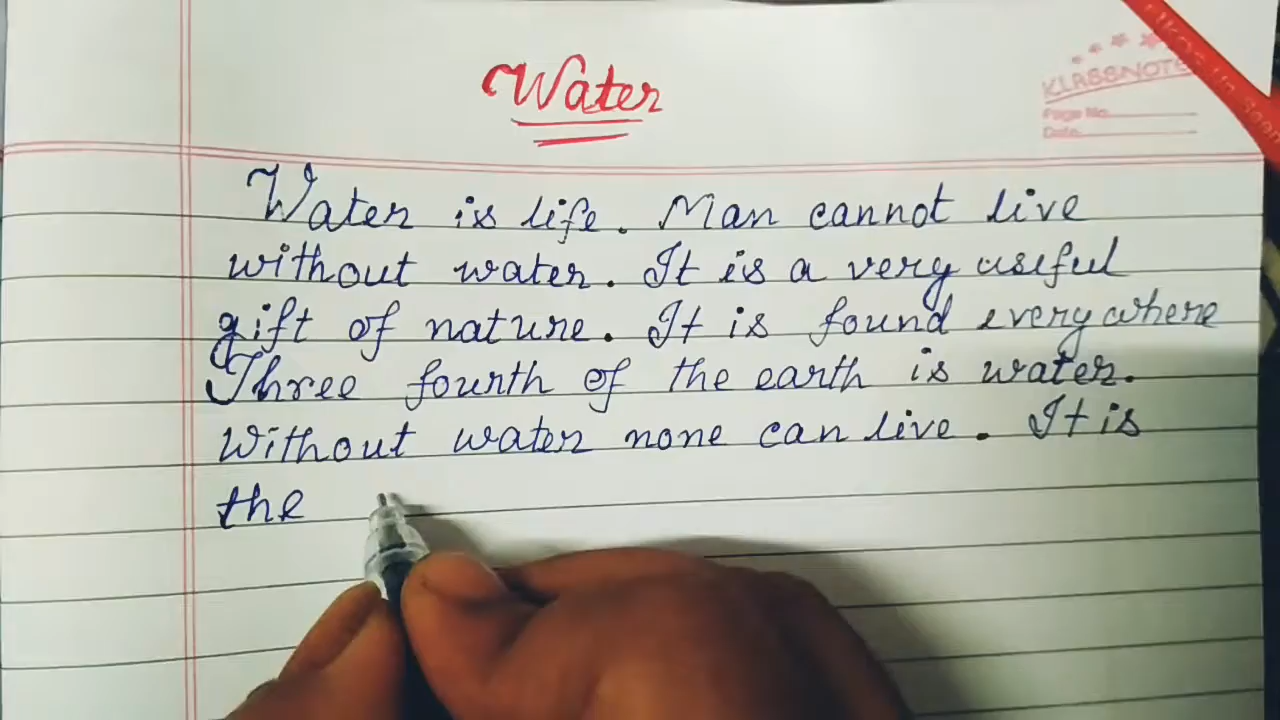 Water
KLASSNOTE
Page No.
Date.
Water is life. Man cannot live
without water. It is a very useful
gift of nature. It is found everywhere
Three fourth of the earth is water.
Without water none can live. It is
the